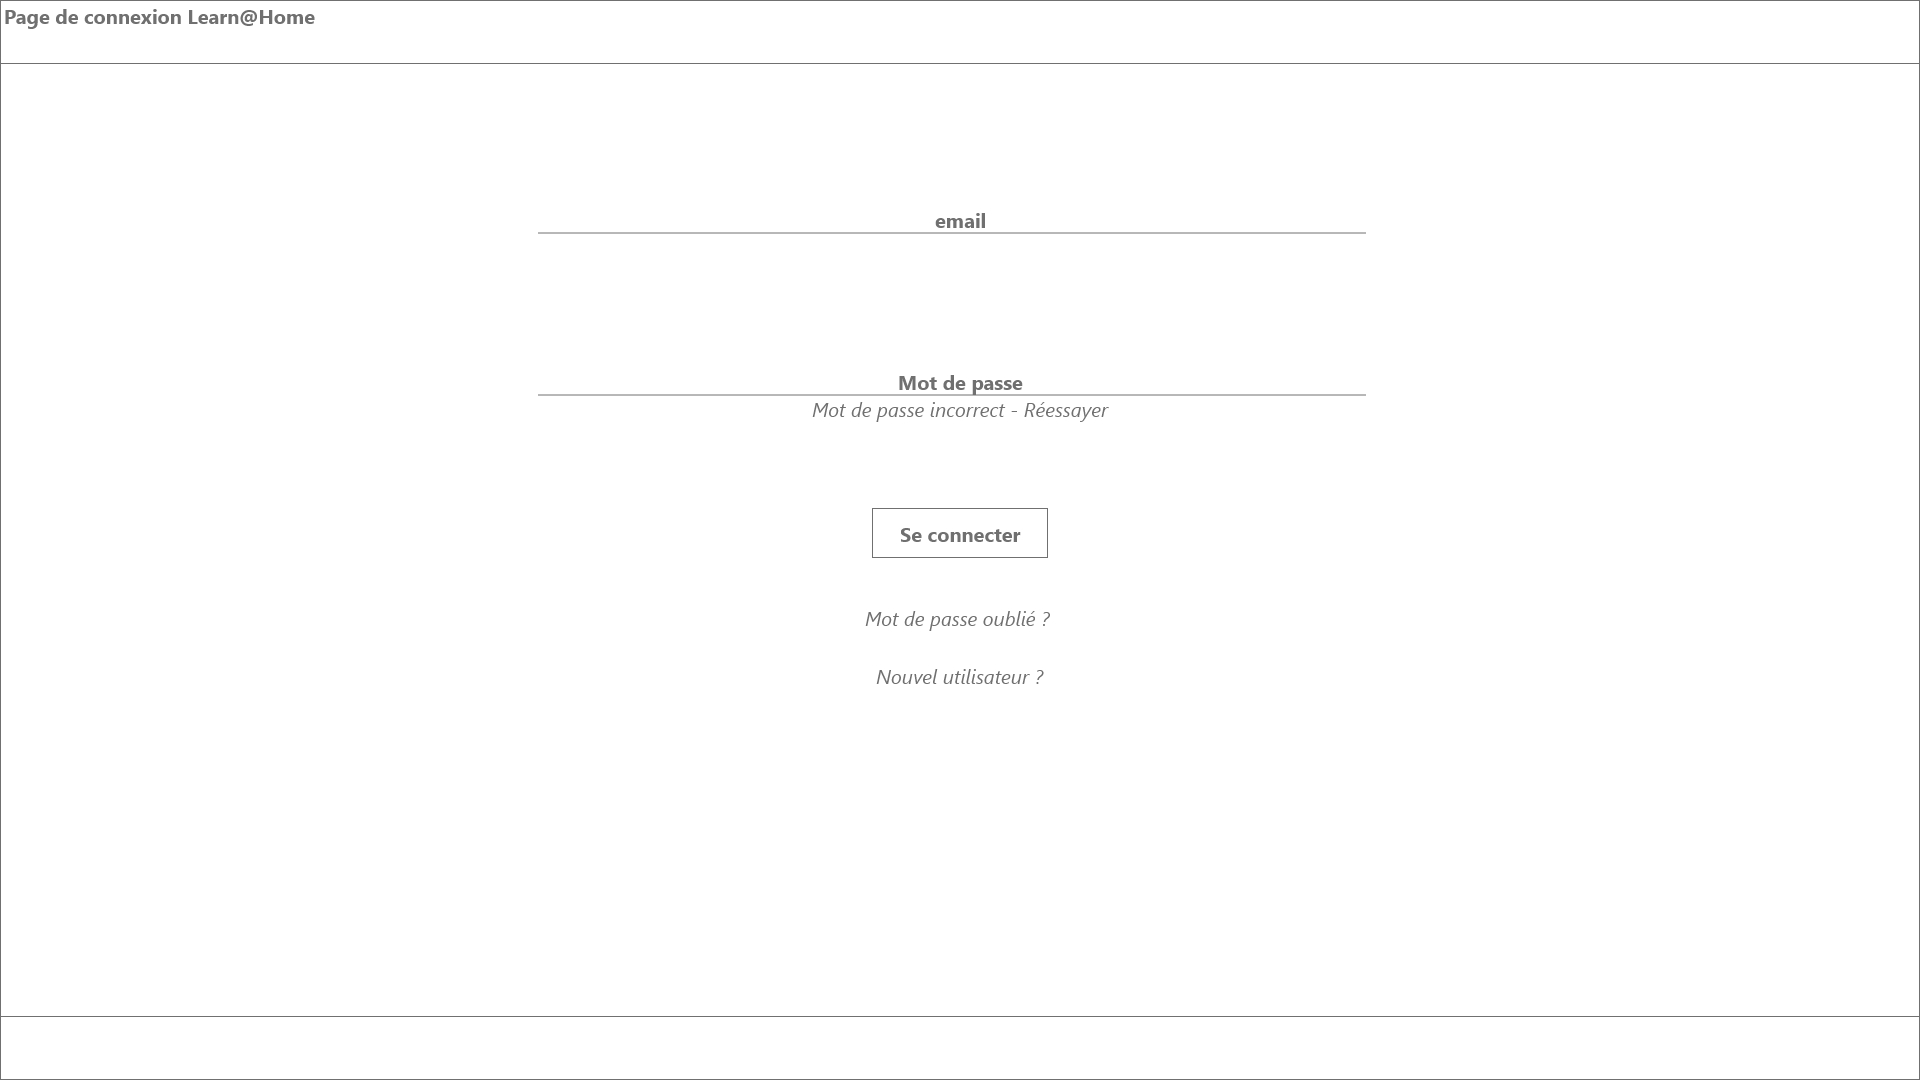 Page de connexion Learn@Home
email
Mot de passe
Mot de passe incorrect - Réessayer
Se connecter
Mot de passe oublié ?
Nouvel utilisateur ?